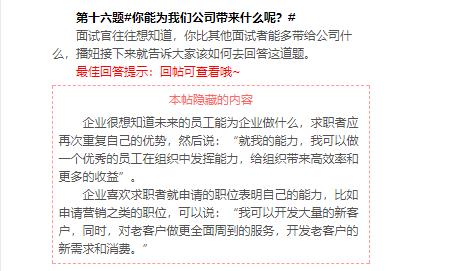 第十六题#你能为我们公司带来什么呢？#
面试官往往想知道，你比其他面试者能多带给公司什
么，播妞接下来就告诉大家该如何去回答这道题。
最佳回答提示：回帖可查看哦~
本帖隐藏的内容
企业很想知道未来的员工能为企业做什么，求职者应
再次重复自己的优势，然后说：“就我的能力，我可以做
一个优秀的员工在组织中发挥能力，给组织带来高效率和
更多的收益”。
企业喜欢求职者就申请的职位表明自己的能力，比如
申请营销之类的职位，可以说：“我可以开发大量的新客
户，同时，对老客户做更全面周到的服务，开发老客户的
新需求和消费。”